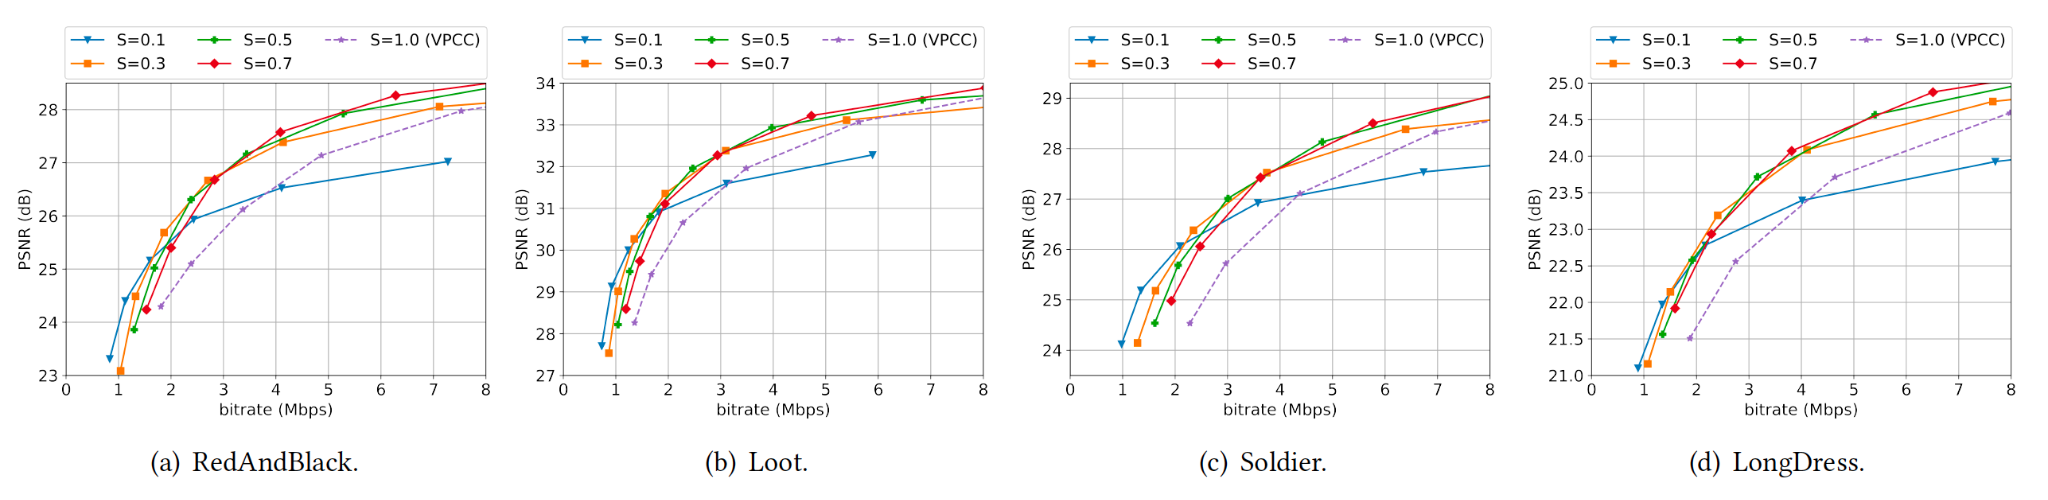 S=0.1 S=0.5 S=1.0 (VPCC)
S=0.3 S=0.7
28
27
26
25
24
23
PSNR (dB)
0 1 2 3 4 5 6 7 8
bitrate (Mbps)
(a) RedAndBlack.
S=0.1 S=0.5 S=1.0 (VPCC)
S=0.3 S=0.7
34
33
32
31
30
29
28
27
PSNR (dB)
0 1 2 3 4 5 6 7 8
bitrate (Mbps)
(b) Loot.
S=0.1 S=0.5 S=1.0 (VPCC)
S=0.3 S=0.7
29
28
27
26
25
24
PSNR (dB)
0 1 2 3 4 5 6 7 8
bitrate (Mbps)
(c) Soldier.
S=0.1 S=0.5 S=1.0 (VPCC)
S=0.3 S=0.7
25.0
24.5
24.0
23.5
23.0
22.5
22.0
21.5
21.0
PSNR (dB)
0 1 2 3 4 5 6 7 8
bitrate (Mbps)
(d) LongDress.